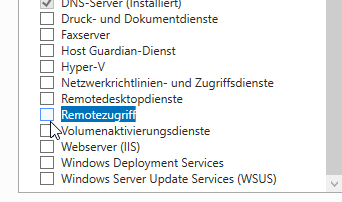 DNS-Server (Installiert)
Druck- und Dokumentdienste
Faxserver
Host Guardian-Dienst
Hyper-V
Netzwerkrichtlinien- und Zugriffsdienste
Remotedesktopdienste
Remotezugriff
Volumenaktivierungsdienste
Webserver (IIS)
Windows Deployment Services
Windows Server Update Services (WSUS)